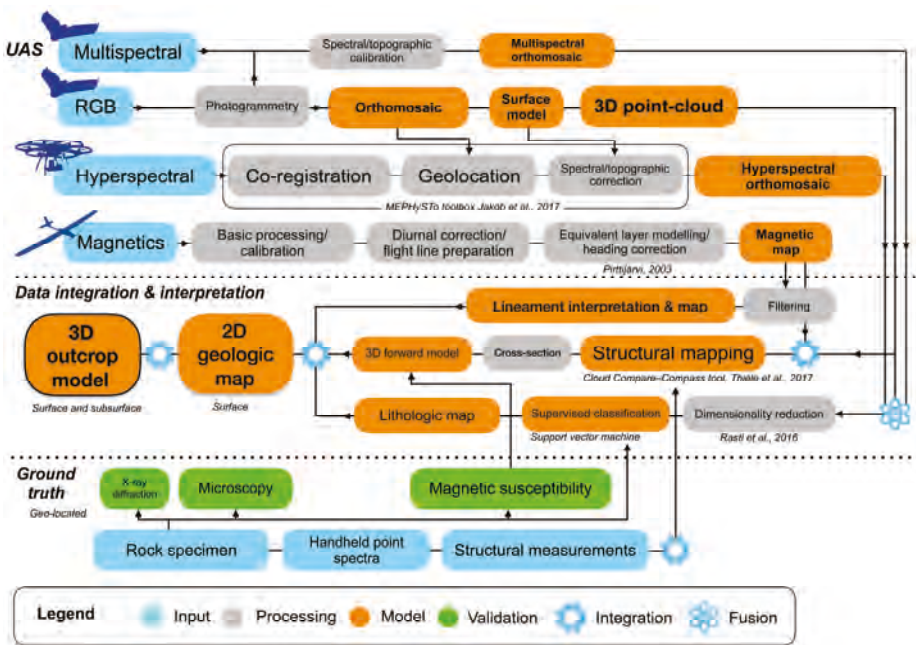 UAS
Multispectral
Spectral/topographic
calibration
Multispectral
orthomosaic
RGB
Photogrammetry
Orthomosaic
Surface
model
3D point-cloud
Hyperspectral
Co-registration
Geolocation
Spectral/topographic
correction
Hyperspectral
orthomosaic
MEPHySTo toolbox Jakob et al., 2017
Magnetics
Basic processing/
calibration
Diurnal correction/
flight line preparation
Equivalent layer modelling/
heading correction
Magnetic
map
Pirttijärvi, 2003
Data integration & interpretation
Lineament interpretation & map
Filtering
3D
outcrop
model
2D
geologic
map
3D forward model
Cross-section
Structural mapping
Cloud Compare–Compass tool, Thiele et al., 2017
Surface and subsurface
Surface
Lithologic map
Supervised classification
Dimensionality reduction
Support vector machine
Rasti et al., 2016
Ground
truth
Geo-located
X-ray
diffraction
Microscopy
Magnetic susceptibility
Rock specimen
Handheld point
spectra
Structural measurements
Legend
Input
Processing
Model
Validation
Integration
Fusion